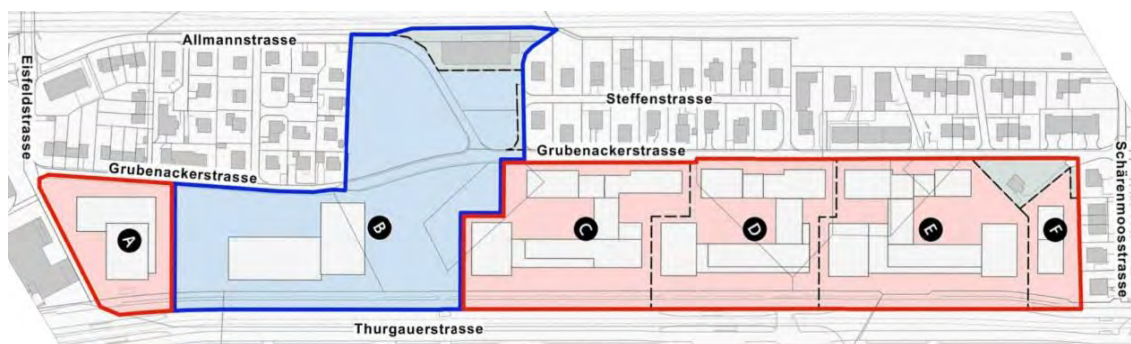 Allmannstrasse
Eisfeldstrasse
Steffenstrasse
Grubenackerstrasse
Schärenmoosstrasse
Grubenackerstrasse
A
B
C
D
E
F
Thurgauerstrasse